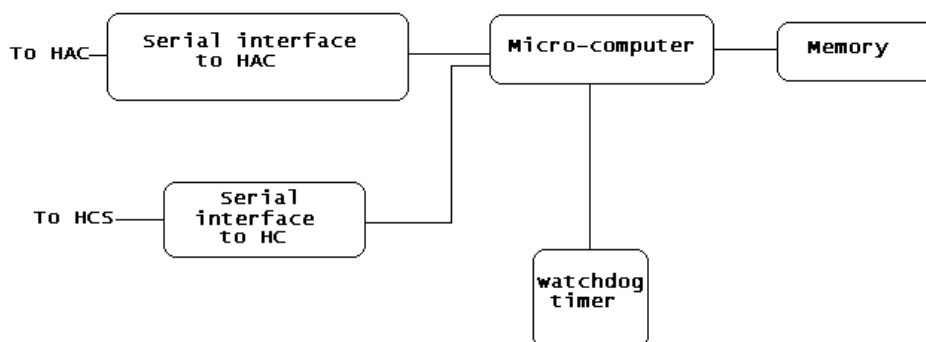 To HAC
Serial interface
to HAC
Micro-computer
Memory
To HCS
Serial
interface
to HC
watchdog
timer